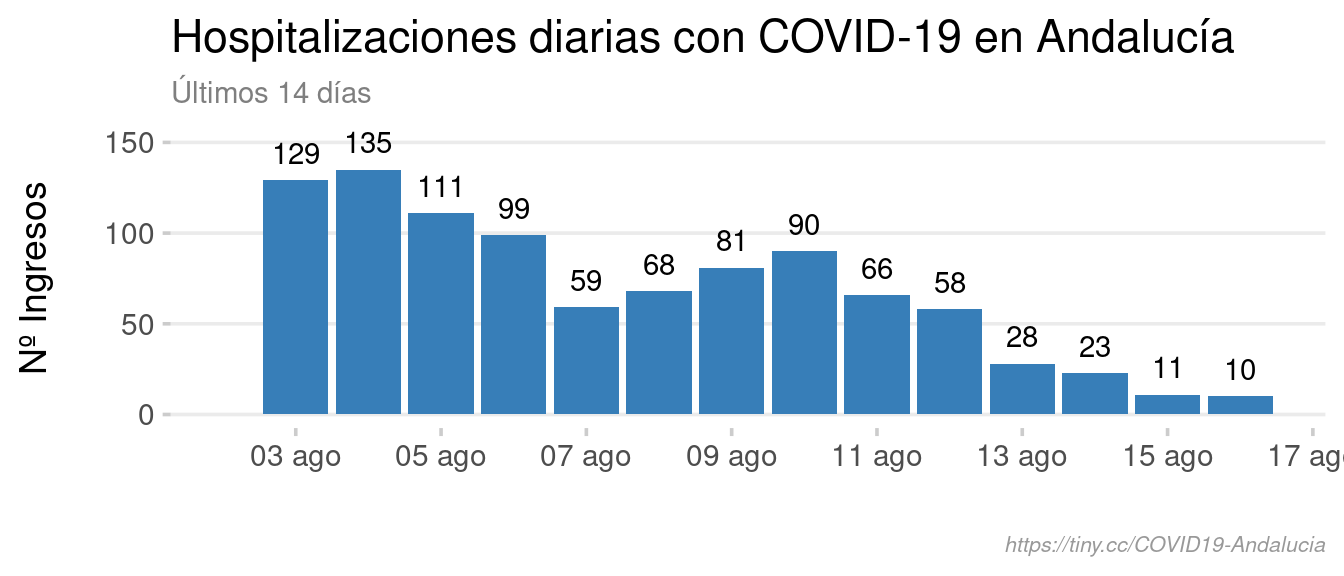 Hospitalizaciones diarias con COVID-19 en Andalucía
Últimos 14 días
Nº Ingresos
150
100
50
0
129 135 111 99 59 68 81 90 66 58 28 23 11 10
03 ago 05 ago 07 ago 09 ago 11 ago 13 ago 15 ago 17 ag
https://tiny.cc/COVID19-Andalucia